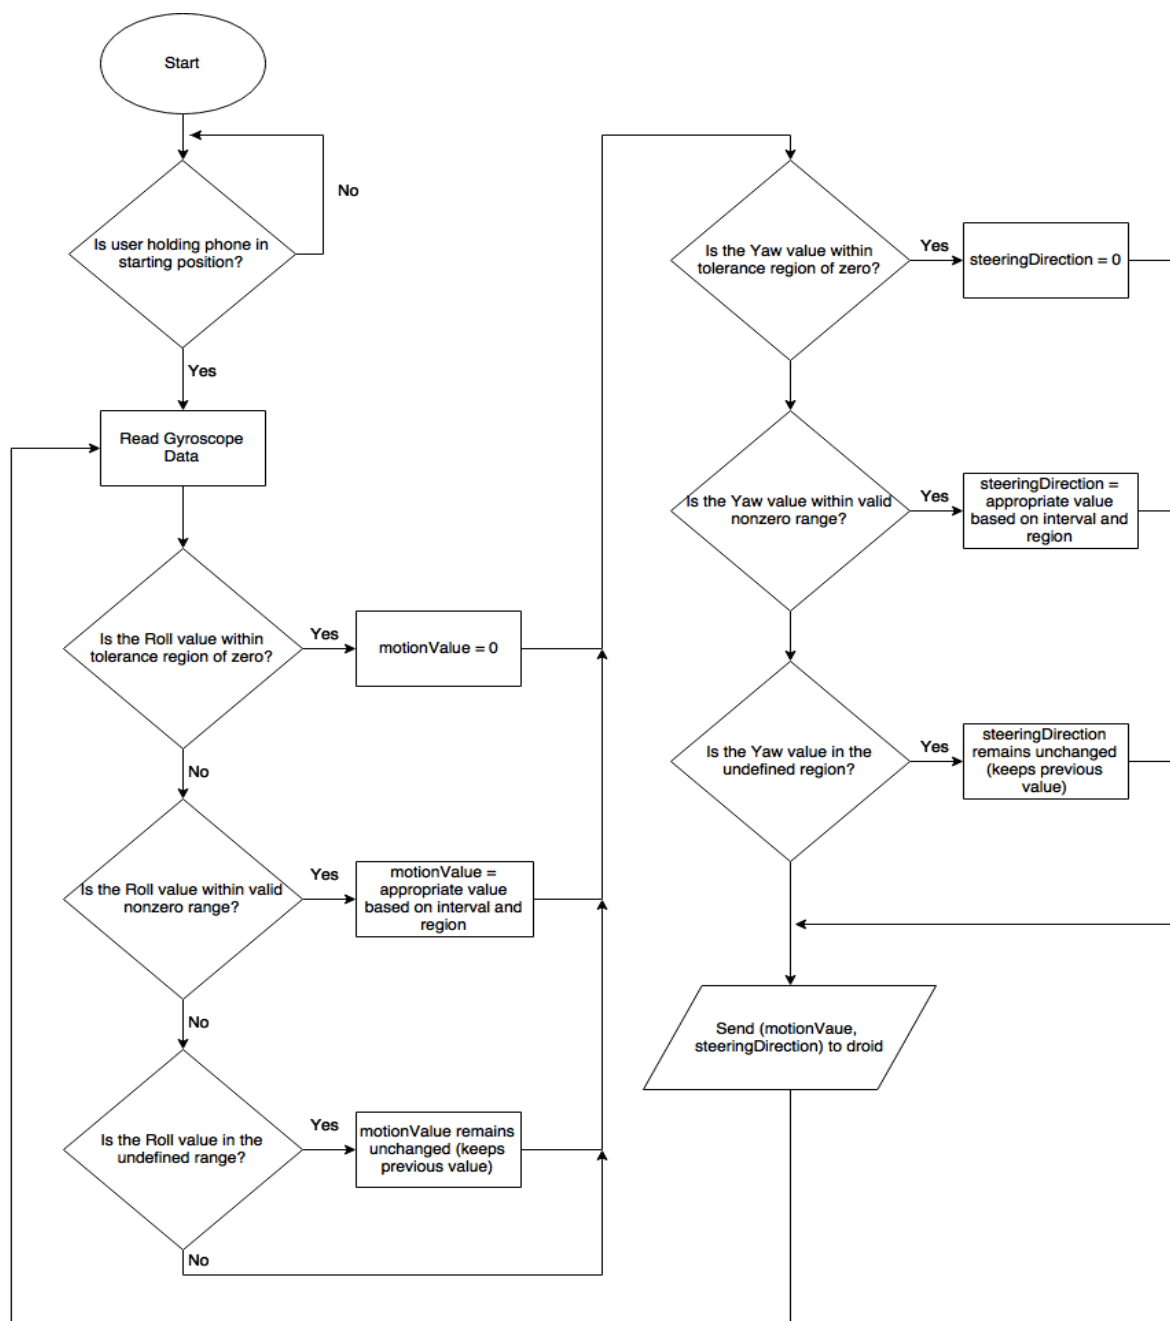 Start
No
Is user holding phone in
starting position?
Yes
Read Gyroscope
Data
Is the Roll value within
tolerance region of zero?
Yes
motionValue = 0
No
Is the Roll value within valid
nonzero range?
Yes
motionValue =
appropriate value
based on interval and
region
No
Is the Roll value in the
undefined range?
Yes
motionValue remains
unchanged (keeps
previous value)
No
Is the Yaw value within
tolerance region of zero?
Yes
steeringDirection = 0
Is the Yaw value within valid
nonzero range?
Yes
steeringDirection =
appropriate value
based on interval and
region
Is the Yaw value in the
undefined region?
Yes
steeringDirection
remains unchanged
(keeps previous
value)
Send (motionVaue,
steeringDirection) to droid